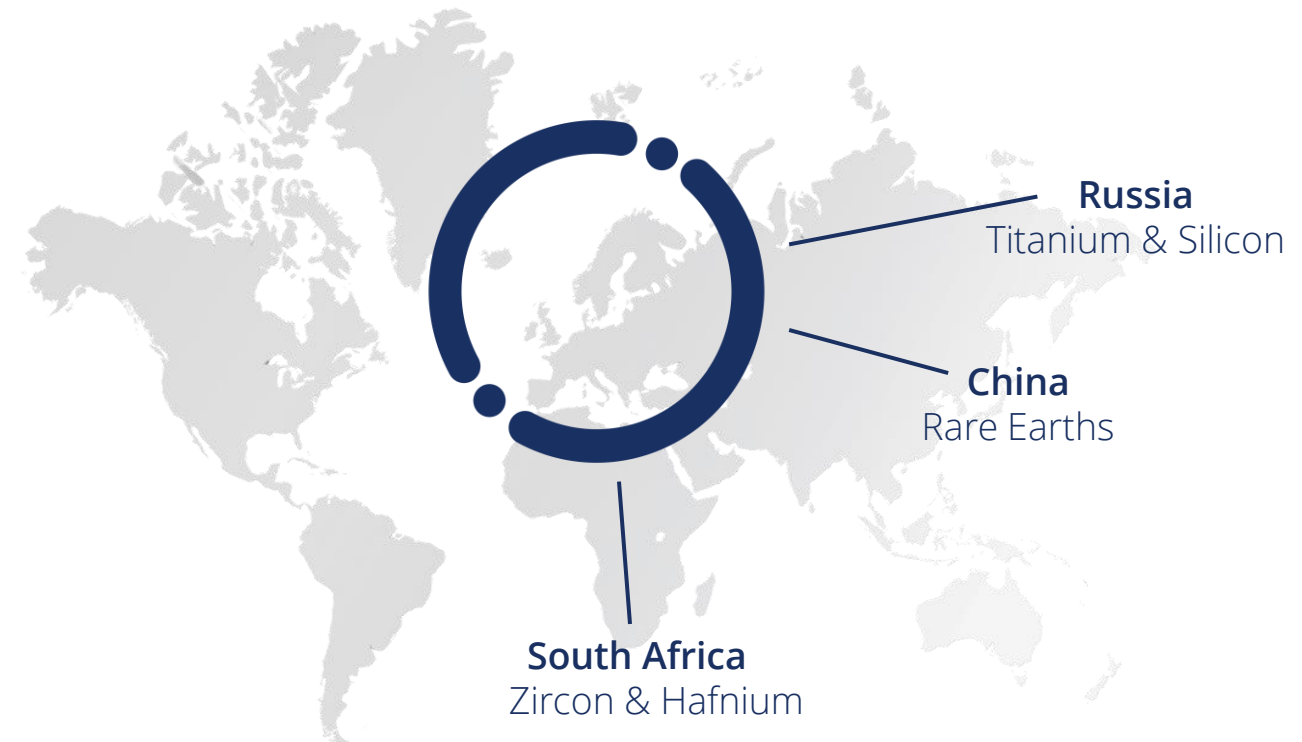 Russia
Titanium & Silicon
China
Rare Earths
South Africa
Zircon & Hafnium